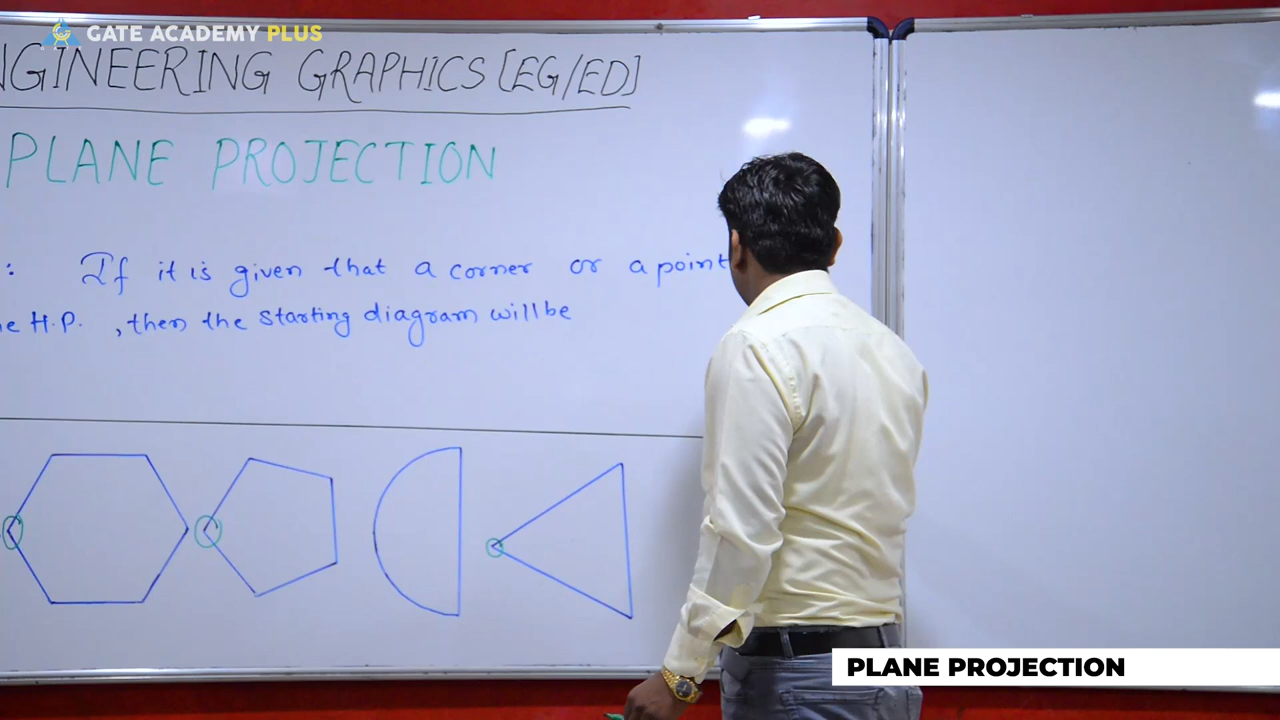 GATE ACADEMY PLUS
NGINEERING GRAPHICS [EG/ED]
PLANE PROJECTION
: If it is given that a corner or a point
he H.P. , then the starting diagram will be
PLANE PROJECTION